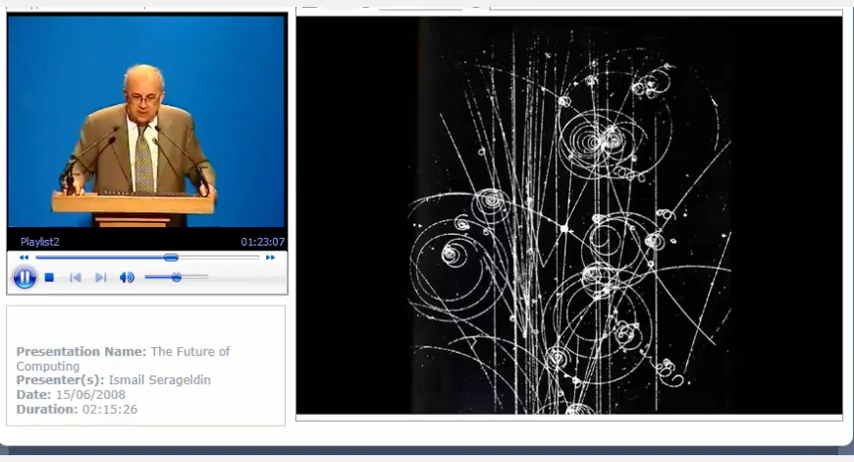 Playlist2 01:23:07
Presentation Name: The Future of
Computing
Presenter(s): Ismail Serageldin
Date: 15/06/2008
Duration: 02:15:26